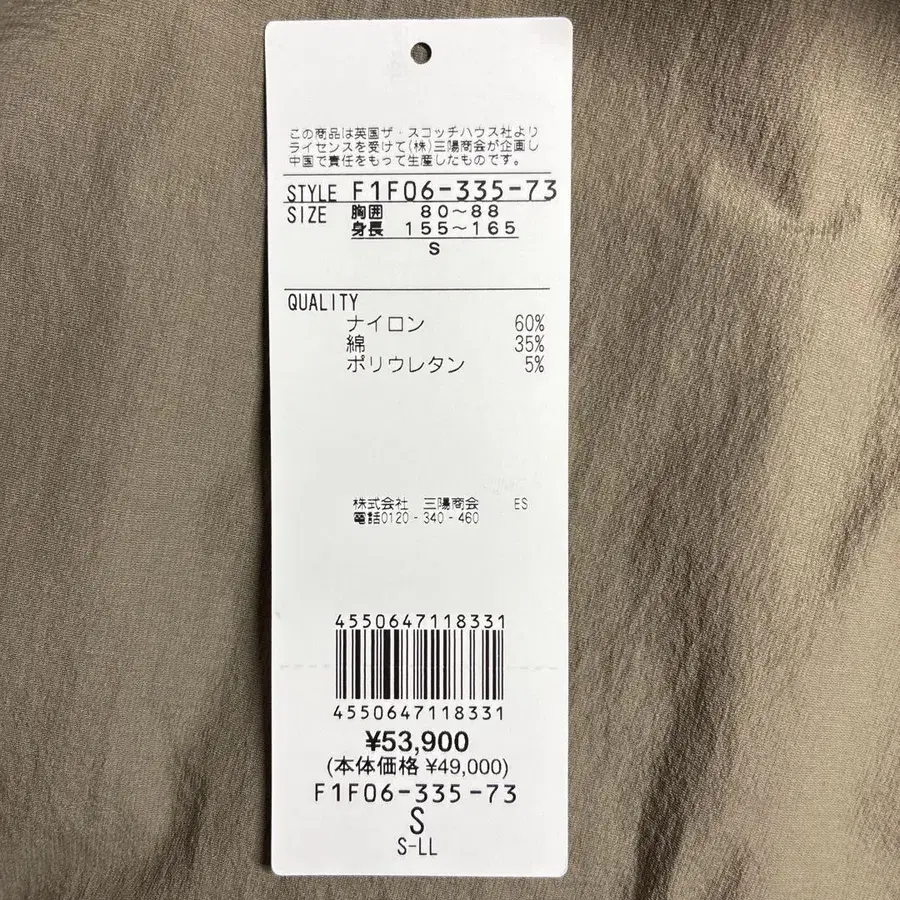 この商品は英国ザ・スコッチハウス社より
ライセンスを受けて(株)三陽商会が企画し
中国で責任をもって生産したものです。
STYLE F1F06-335-73
SIZE 胸囲 80~88
身長 155~165
S
QUALITY
ナイロン 60%
綿 35%
ポリウレタン 5%
株式会社 三陽商会 ES
電話0120-340-460
4550647118331
4550647118331
¥53,900
(本体価格 ¥49,000)
F1F06-335-73
S
S-LL